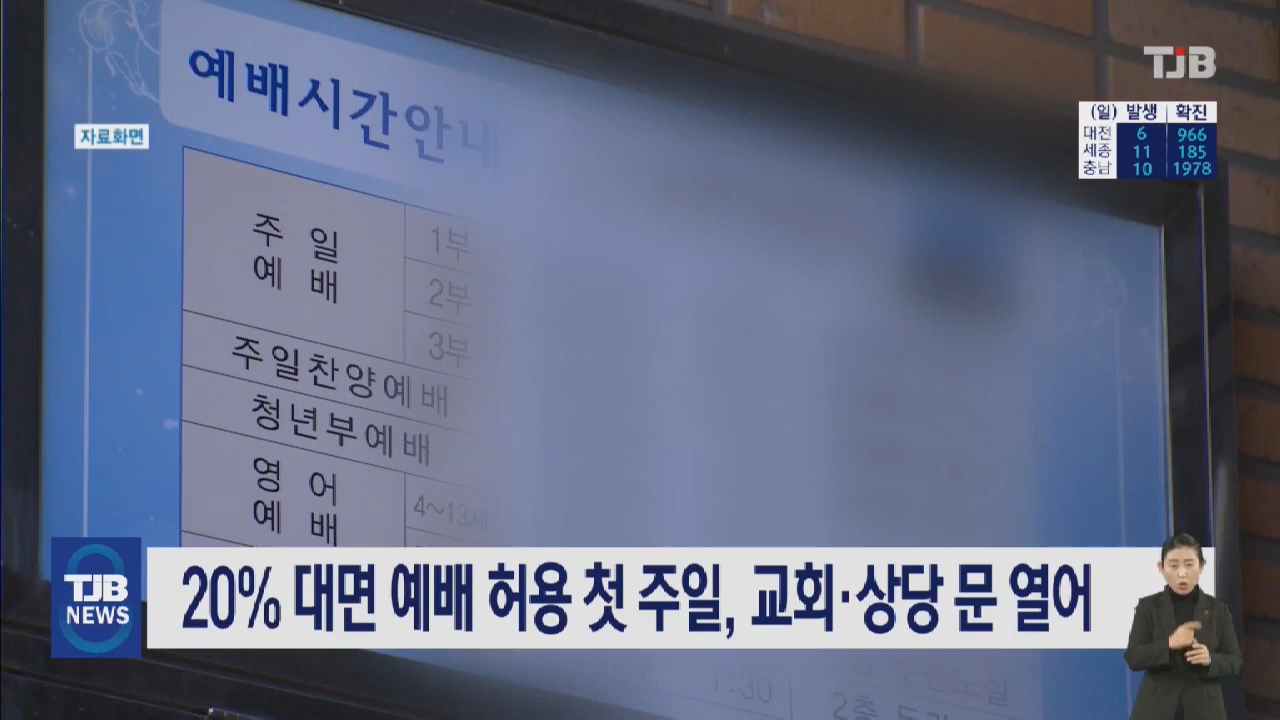 예배시간안내
TJB
자료화면
(일) 발생 확진
대전 6 966
세종 11 185
충남 10 1978
주일
예배
1부
2부
3부
주일찬양예배
청년부예배
영어
예배
4~13세
TJB
NEWS
20% 대면 예배 허용 첫 주일, 교회·상당 문 열어
1:30
2층